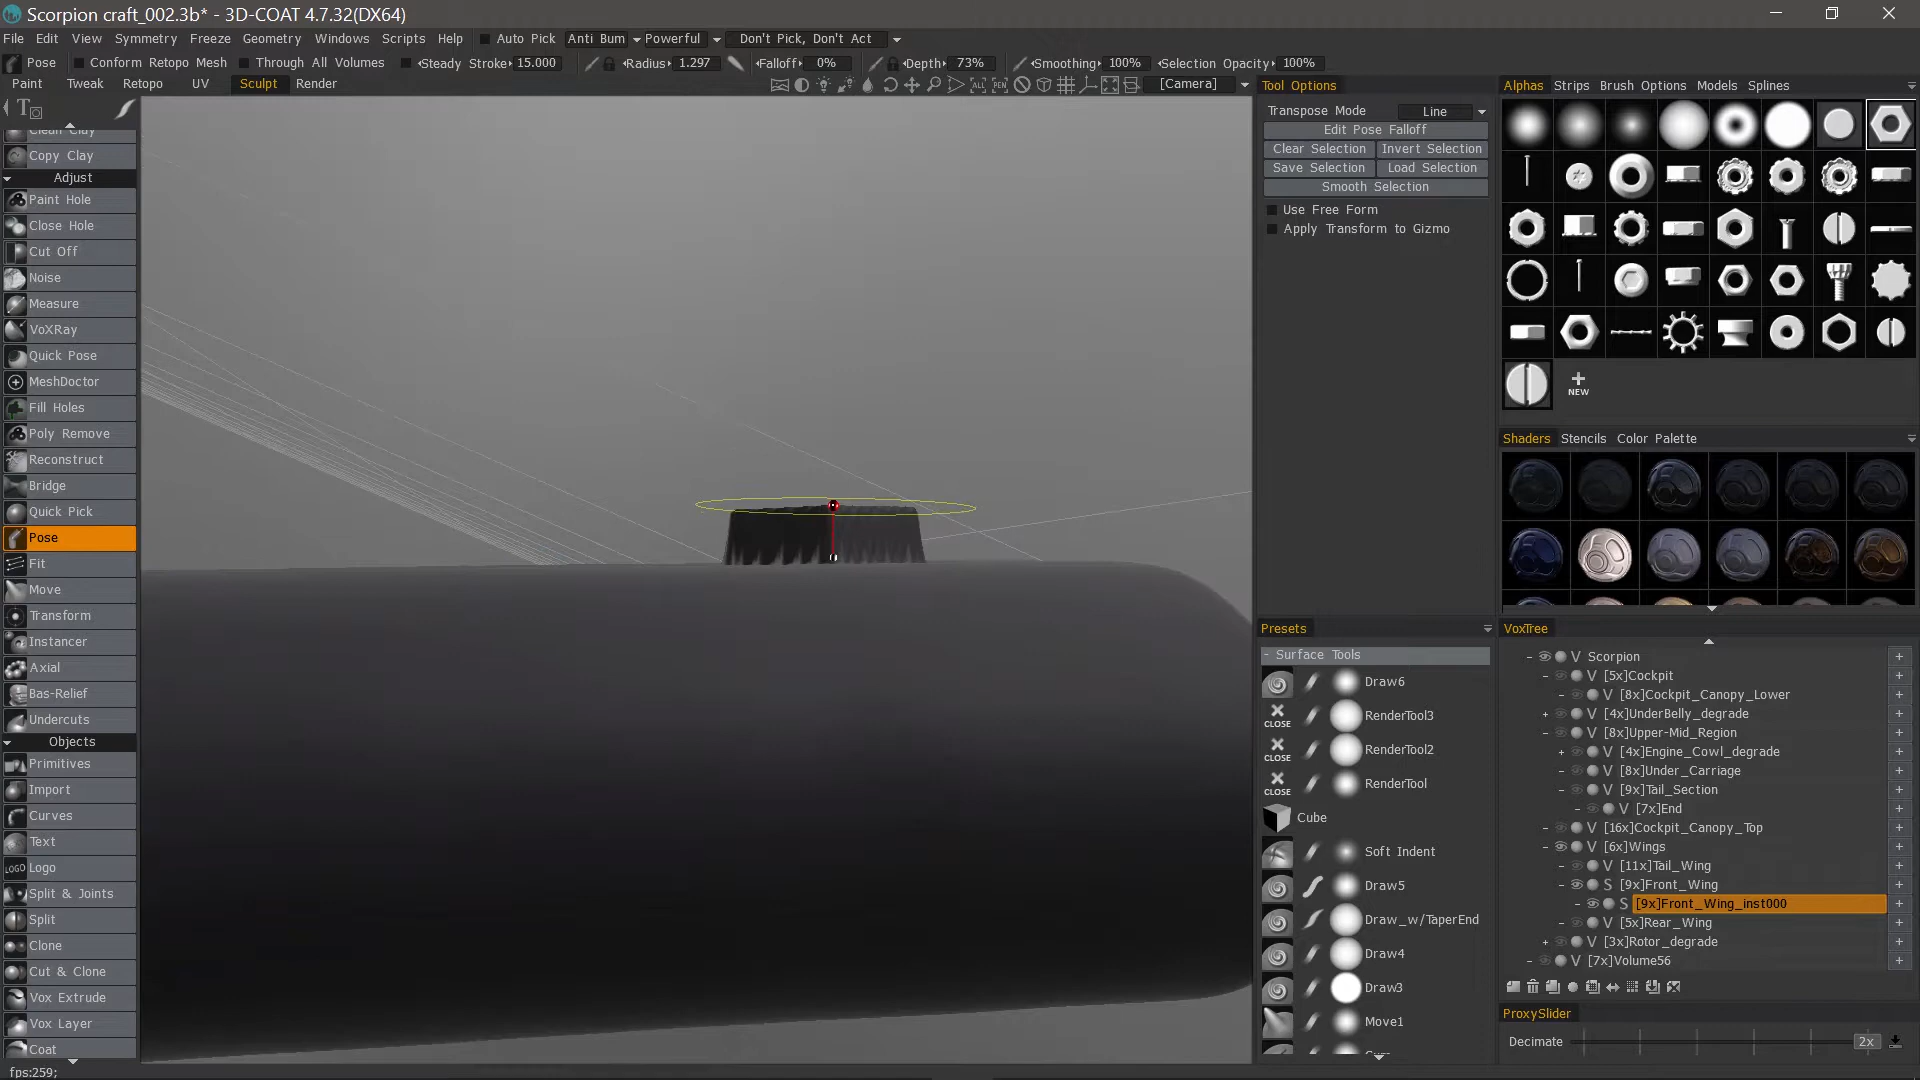 Scorpion craft_002.3b* - 3D-COAT 4.7.32(DX64)
File Edit View Symmetry Freeze Geometry Windows Scripts Help Auto Pick Anti Bum Powerful Don't Pick, Don't Act
Pose Conform Retopo Mesh Through All Volumes Steady Stroke 15.000 Radius 1.297 Falloff 0% Depth 73% Smoothing 100% Selection Opacity 100%
Paint Tweak Retopo UV Sculpt Render [Camera]
Clean Clay
Copy Clay
Adjust
Paint Hole
Close Hole
Cut Off
Noise
Measure
VoXRay
Quick Pose
MeshDoctor
Fill Holes
Poly Remove
Reconstruct
Bridge
Quick Pick
Pose
Fit
Move
Transform
Instancer
Axial
Bas-Relief
Undercuts
Objects
Primitives
Import
Curves
Text
LOGO Logo
Split & Joints
Split
Clone
Cut & Clone
Vox Extrude
Vox Layer
Coat
fps:259;
Tool Options
Transpose Mode Line
Edit Pose Falloff
Clear Selection Invert Selection
Save Selection Load Selection
Smooth Selection
Use Free Form
Apply Transform to Gizmo
Presets
- Surface Tools
Draw6
CLOSE RenderTool3
CLOSE RenderTool2
CLOSE RenderTool
Cube
Soft Indent
Draw5
Draw_w/TaperEnd
Draw4
Draw3
Move1
Alphas Strips Brush Options Models Splines
NEW
Shaders Stencils Color Palette
VoxTree
V Scorpion
V [5x]Cockpit
V [8x]Cockpit_Canopy_Lower
V [4x]UnderBelly_degrade
V [8x]Upper-Mid_Region
V [4x]Engine_Cowl_degrade
V [8x]Under_Carriage
V [9x]Tail_Section
V [7x]End
V [16x]Cockpit_Canopy_Top
V [6x]Wings
V [11x]Tail_Wing
S [9x]Front_Wing
S [9x]Front_Wing_inst000
V [5x]Rear_Wing
V [3x]Rotor_degrade
V [7x]Volume56
ProxySlider
Decimate 2x